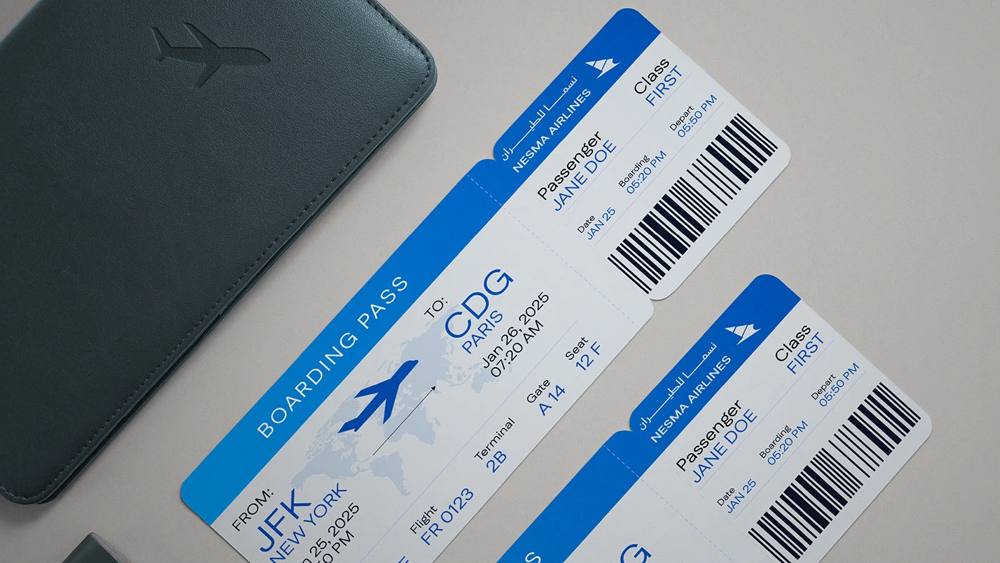 نسما للطيران
NESMA AIRLINES
Class
FIRST
Passenger
JANE DOE
Date
JAN 25
Boarding
05:20 PM
Depart
05:50 PM
BOARDING PASS
FROM:
JFK
NEW YORK
25, 2025
PM
TO:
CDG
PARIS
Jan 26, 2025
07:20 AM
Flight
FR 0123
Terminal
2B
Gate
A 14
Seat
12 F
نسما للطيران
NESMA AIRLINES
Class
FIRST
Passenger
JANE DOE
Date
JAN 25
Boarding
05:20 PM
Depart
05:50 PM
S
G